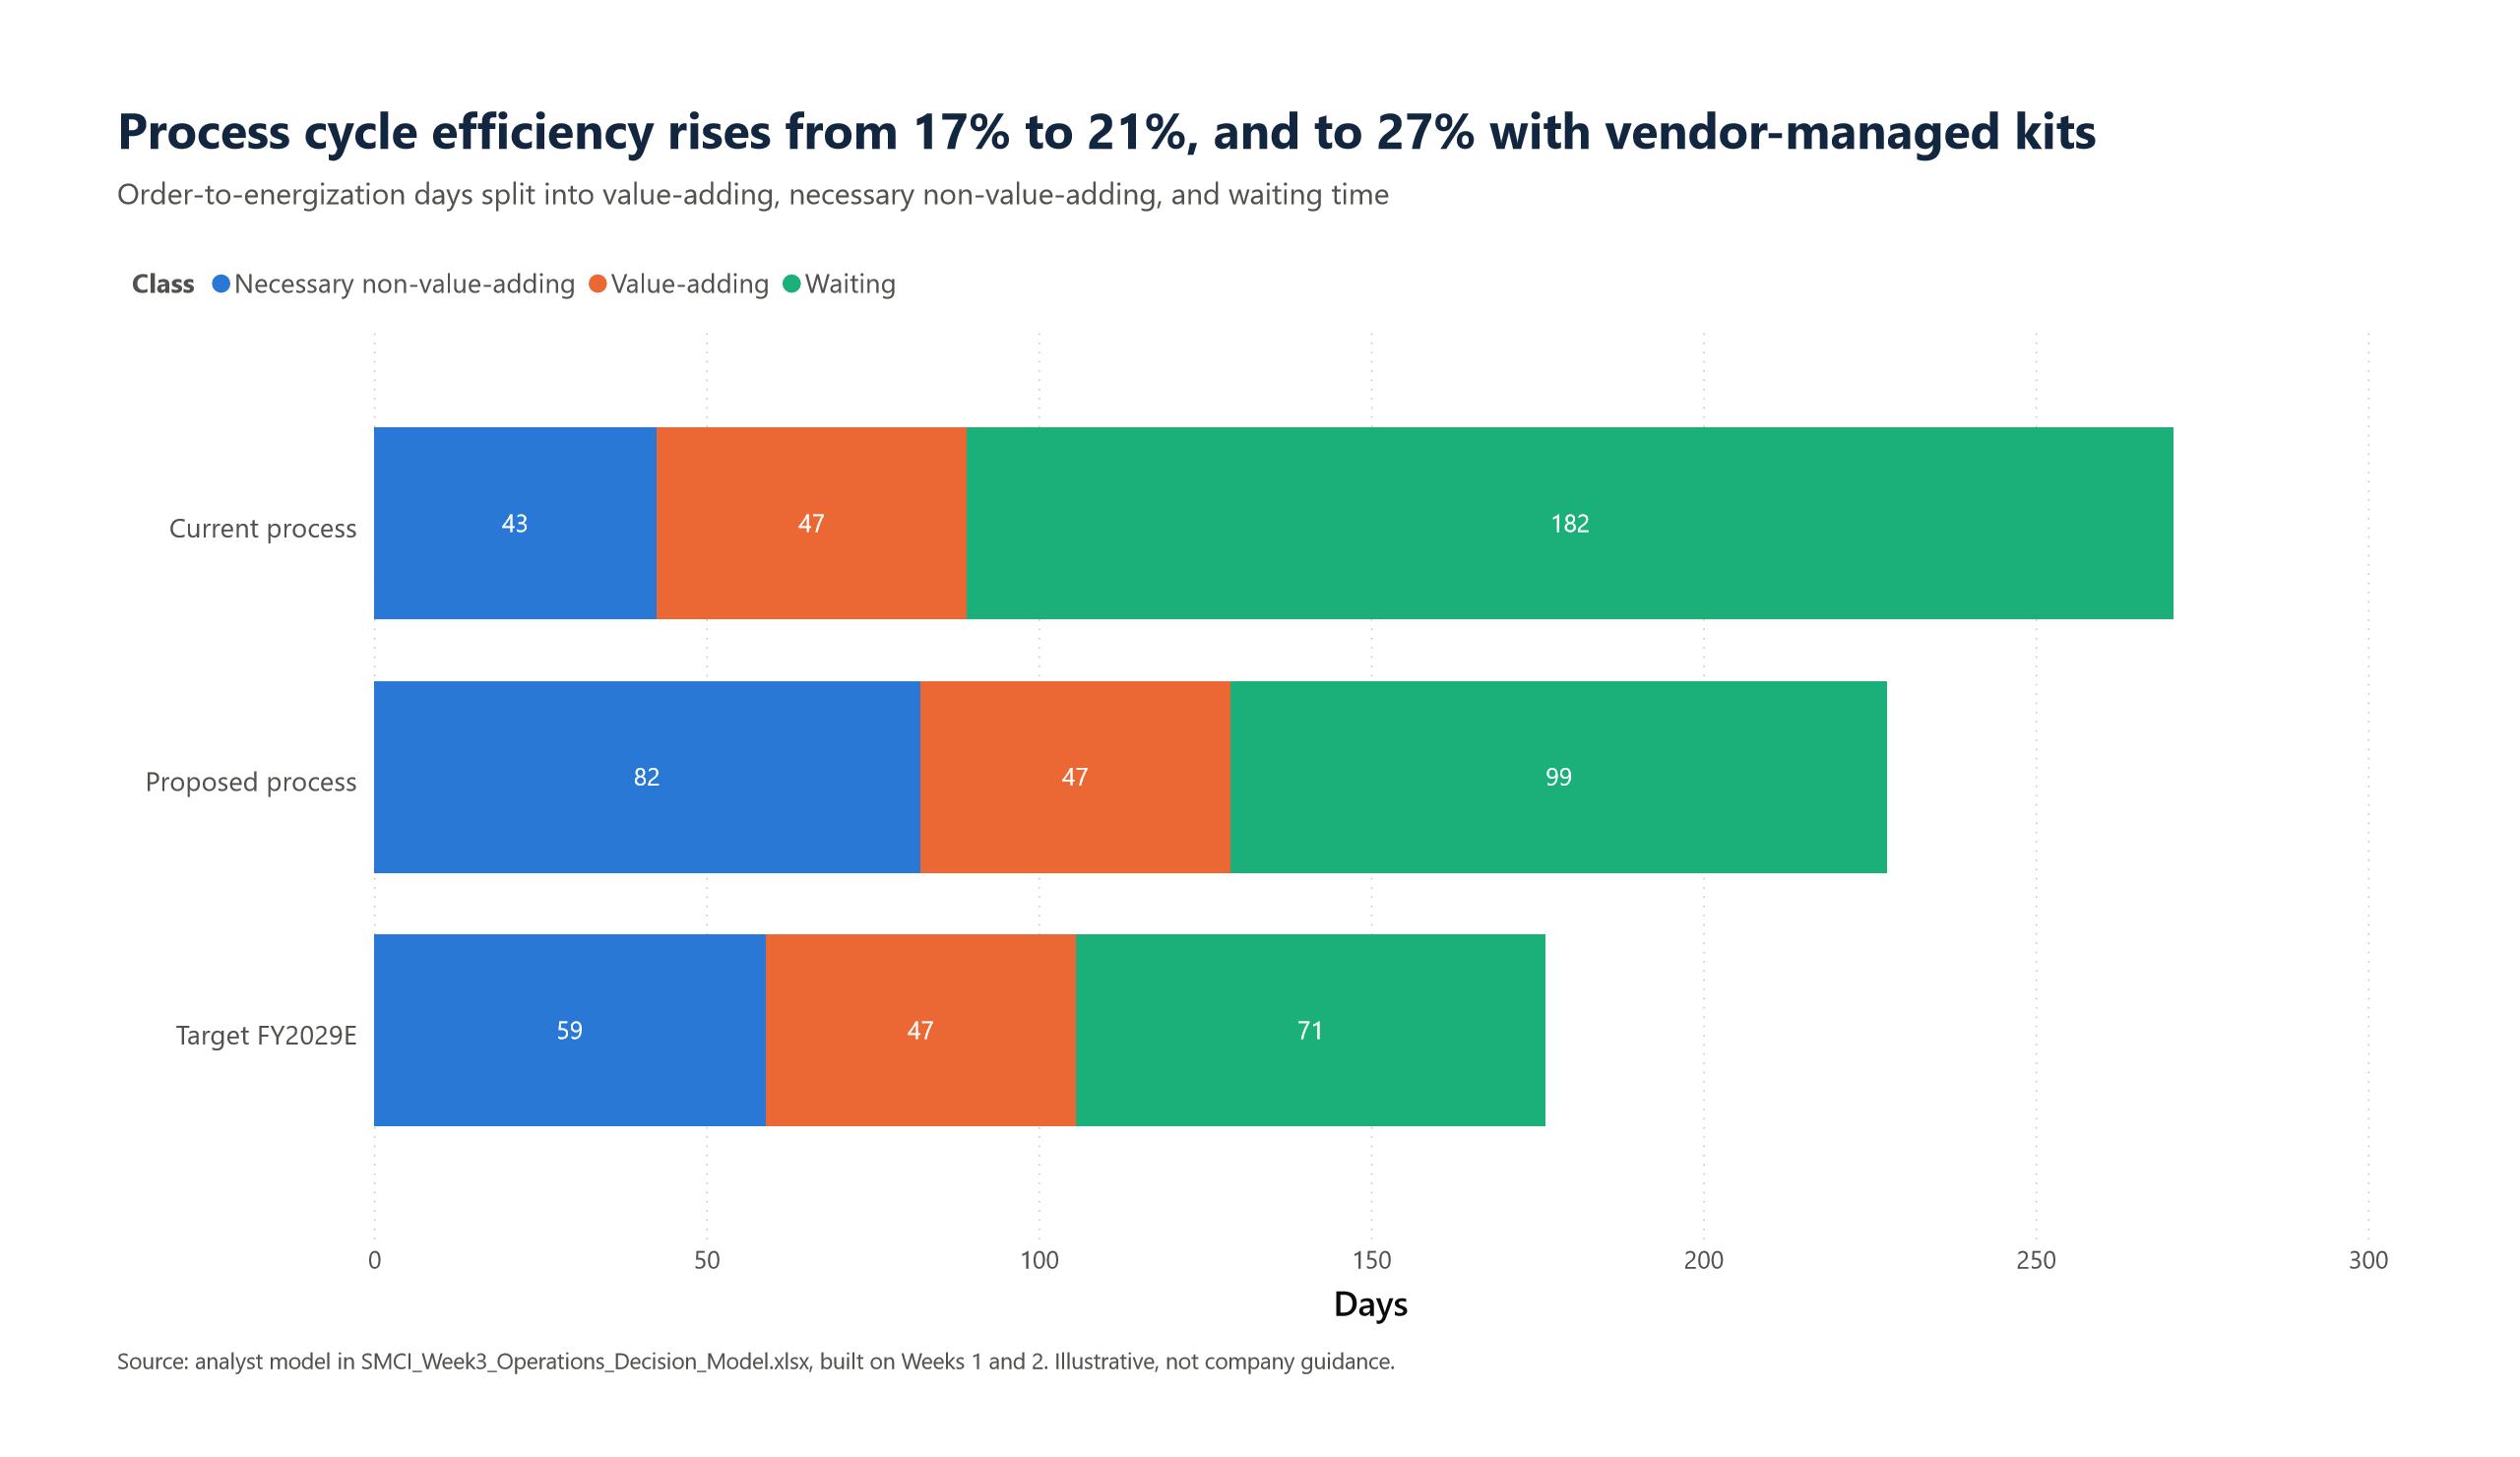 Process cycle efficiency rises from 17% to 21%, and to 27% with vendor-managed kits
Order-to-energization days split into value-adding, necessary non-value-adding, and waiting time
Class Necessary non-value-adding Value-adding Waiting
Current process 43 47 182
Proposed process 82 47 99
Target FY2029E 59 47 71
0 50 100 150 200 250 300
Days
Source: analyst model in SMCI_Week3_Operations_Decision_Model.xlsx, built on Weeks 1 and 2. Illustrative, not company guidance.